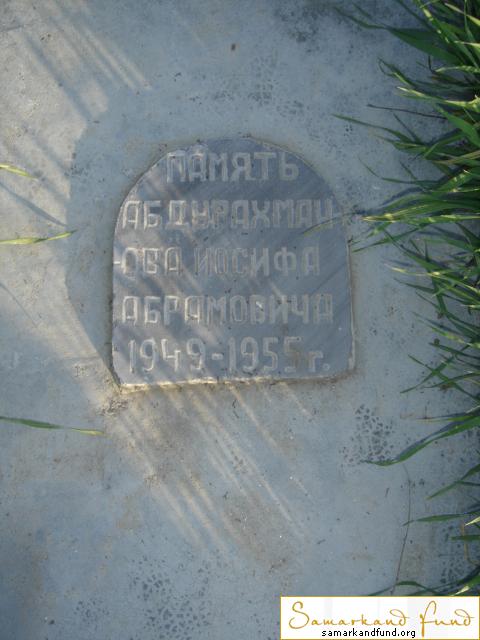 ПАМЯТЬ
АБДУРАХМАН
-ОВА ИОСИФА
АБРАМОВИЧА
1949-1955г.
Samarkand Fund
samarkandfund.org